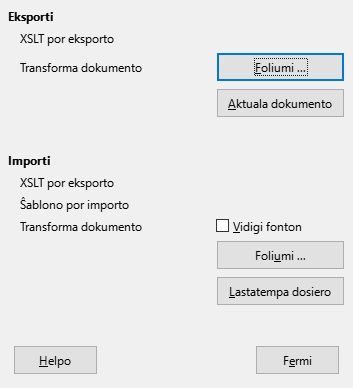 Eksporti
XSLT por eksporto
Transforma dokumento
Foliumi ...
Aktuala dokumento
Importi
XSLT por eksporto
Ŝablono por importo
Transforma dokumento
Vidigi fonton
Foliumi ...
Lastatempa dosiero
Helpo
Fermi